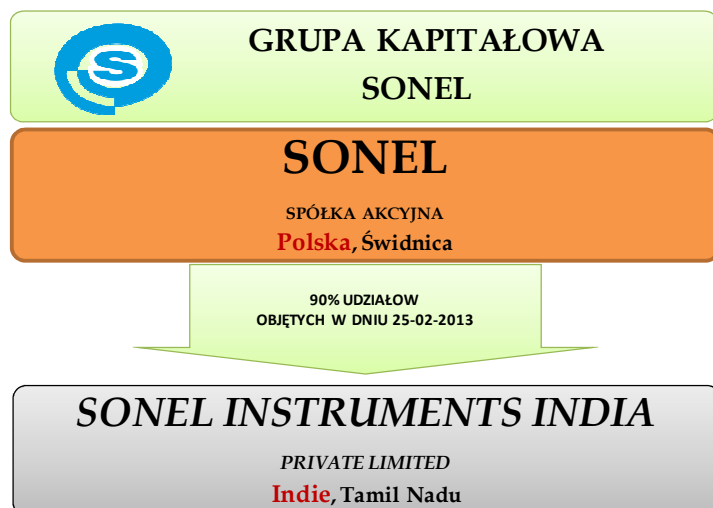 S
GRUPA KAPITAŁOWA
SONEL
SONEL
SPÓŁKA AKCYJNA
Polska, Świdnica
90% UDZIAŁOW
OBJĘTYCH W DNIU 25-02-2013
SONEL INSTRUMENTS INDIA
PRIVATE LIMITED
Indie, Tamil Nadu